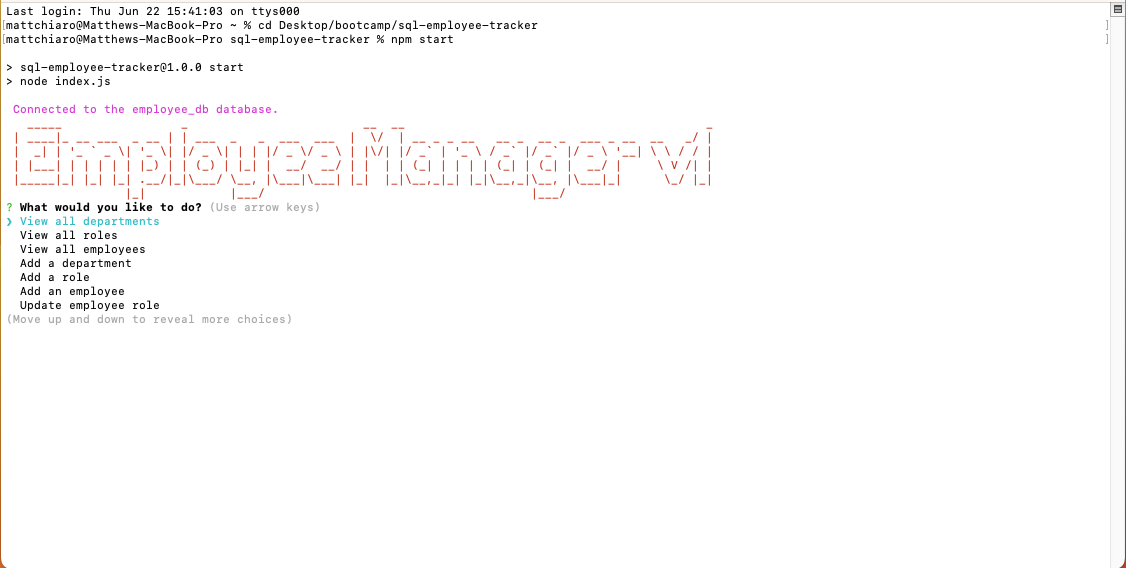 Last login: Thu Jun 22 15:41:03 on ttys000
[mattchiaro@Matthews-MacBook-Pro ~ % cd Desktop/bootcamp/sql-employee-tracker ]
[mattchiaro@Matthews-MacBook-Pro sql-employee-tracker % npm start ]
> sql-employee-tracker@1.0.0 start
> node index.js
Connected to the employee_db database.
Employee Manager V1
? What would you like to do? (Use arrow keys)
❯ View all departments
View all roles
View all employees
Add a department
Add a role
Add an employee
Update employee role
(Move up and down to reveal more choices)